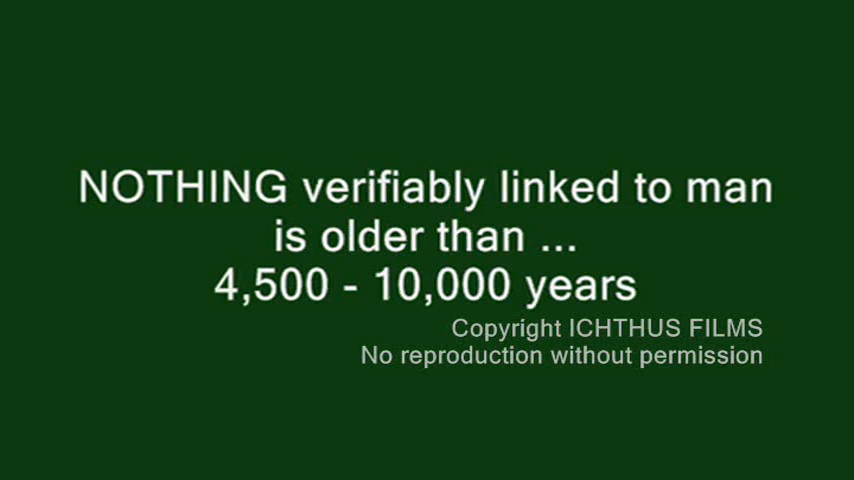 NOTHING verifiably linked to man
is older than ...
4,500 - 10,000 years
Copyright ICHTHUS FILMS
No reproduction without permission